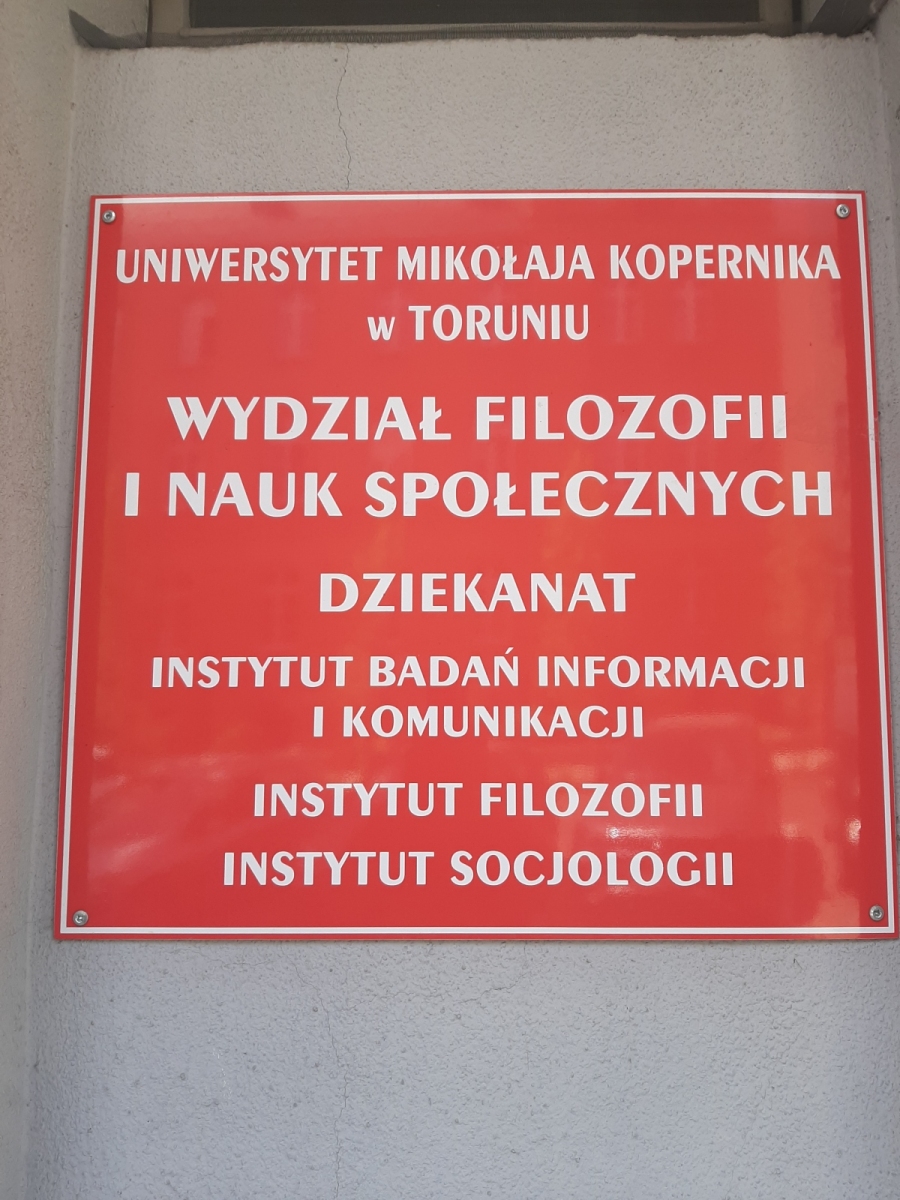 UNIWERSYTET MIKOŁAJA KOPERNIKA
w TORUNIU
WYDZIAŁ FILOZOFII
I NAUK SPOŁECZNYCH
DZIEKANAT
INSTYTUT BADAŃ INFORMACJI
I KOMUNIKACJI
INSTYTUT FILOZOFII
INSTYTUT SOCJOLOGII